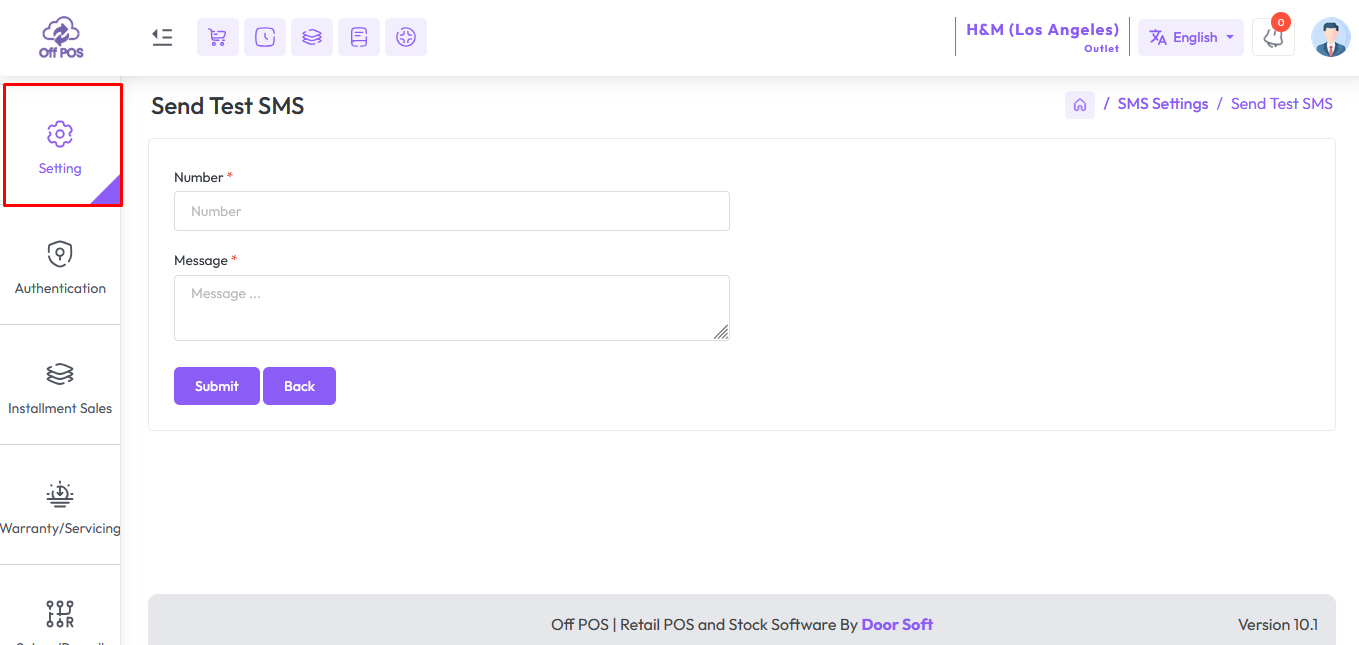 Off POS
H&M (Los Angeles)
Outlet
English
0
Setting
Authentication
Installment Sales
Warranty/Servicing
Send Test SMS
/ SMS Settings / Send Test SMS
Number *
Number
Message *
Message ...
Submit Back
Off POS | Retail POS and Stock Software By Door Soft
Version 10.1